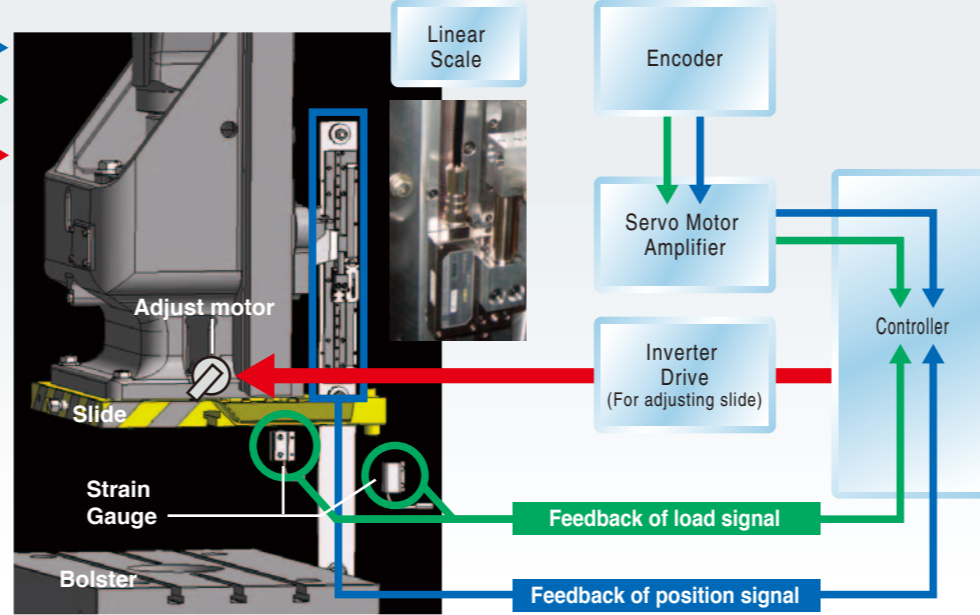 Linear
Scale
Encoder
Servo Motor
Amplifier
Controller
Adjust motor
Inverter
Drive
(For adjusting slide)
Slide
Strain
Gauge
Feedback of load signal
Bolster
Feedback of position signal